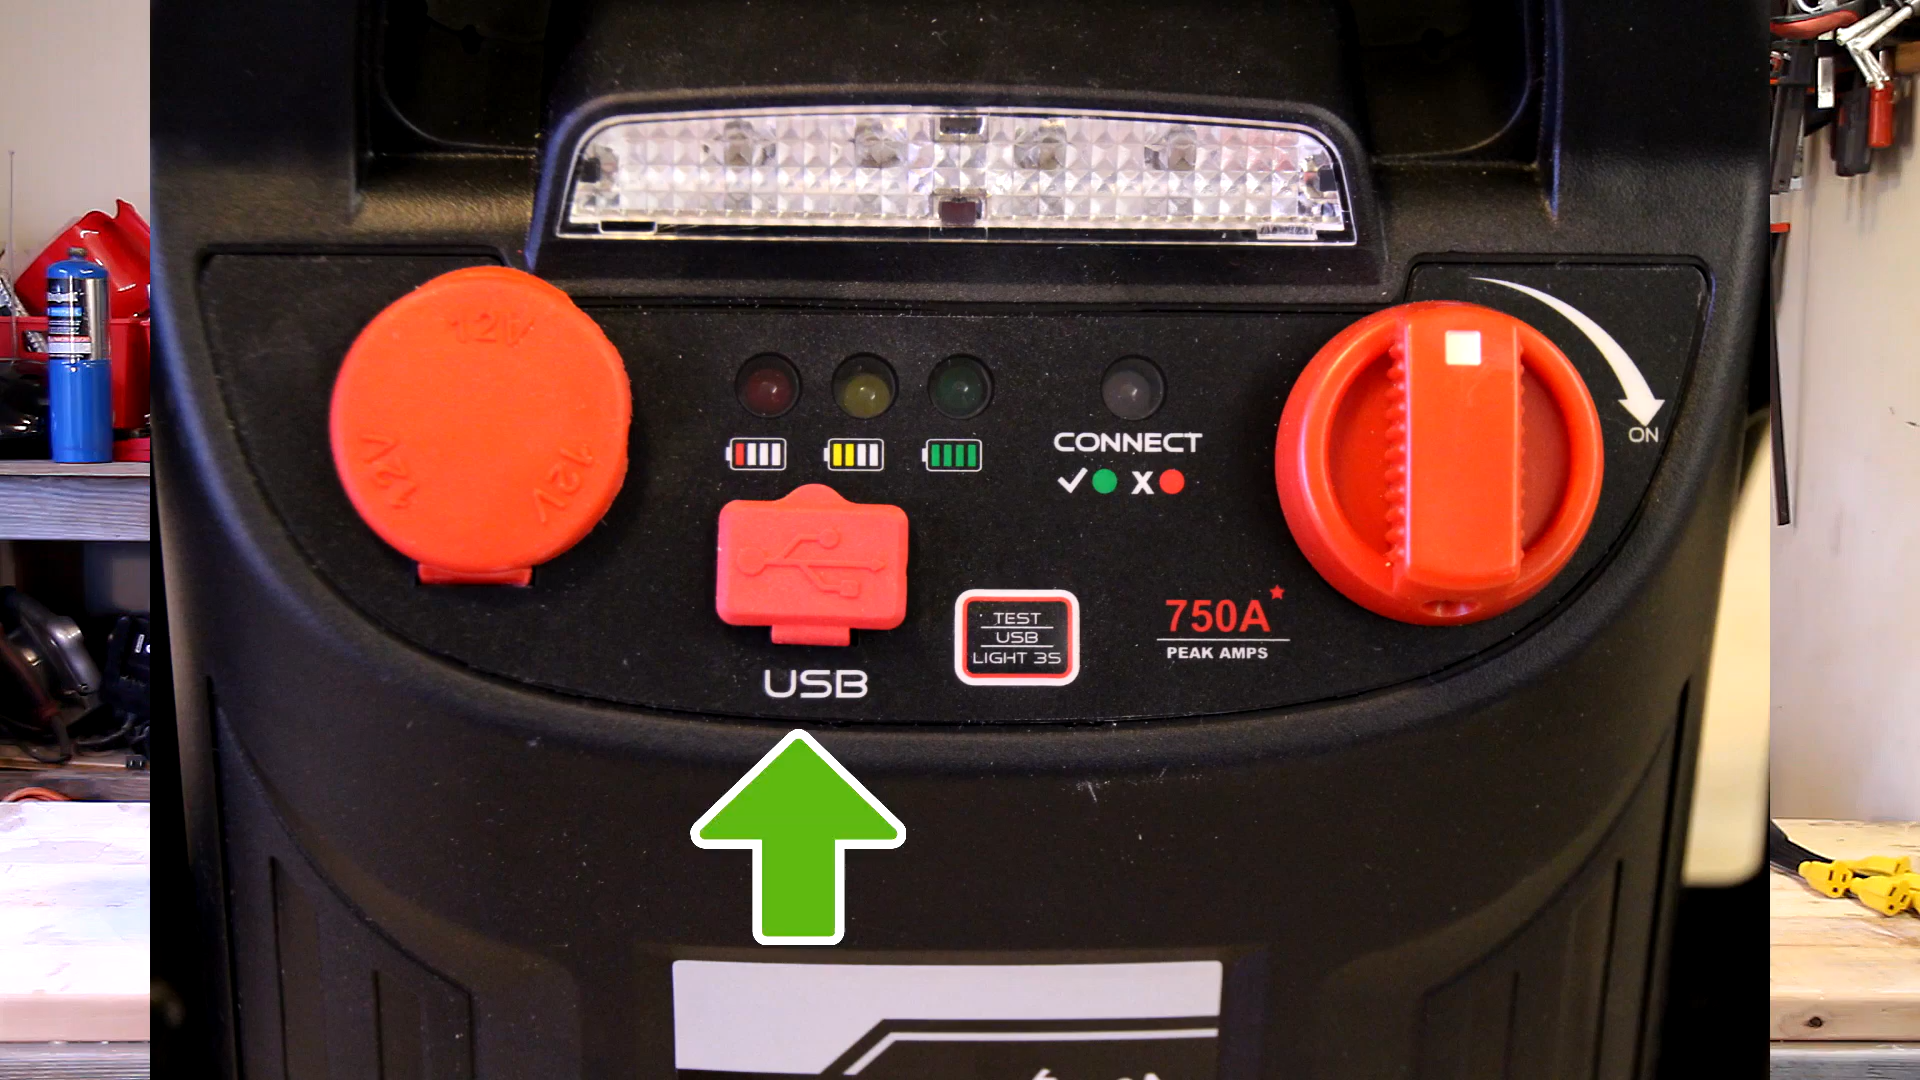 12V
12V
12V
CONNECT
✓ X
ON
TEST
USB
LIGHT 3S
750A*
PEAK AMPS
USB